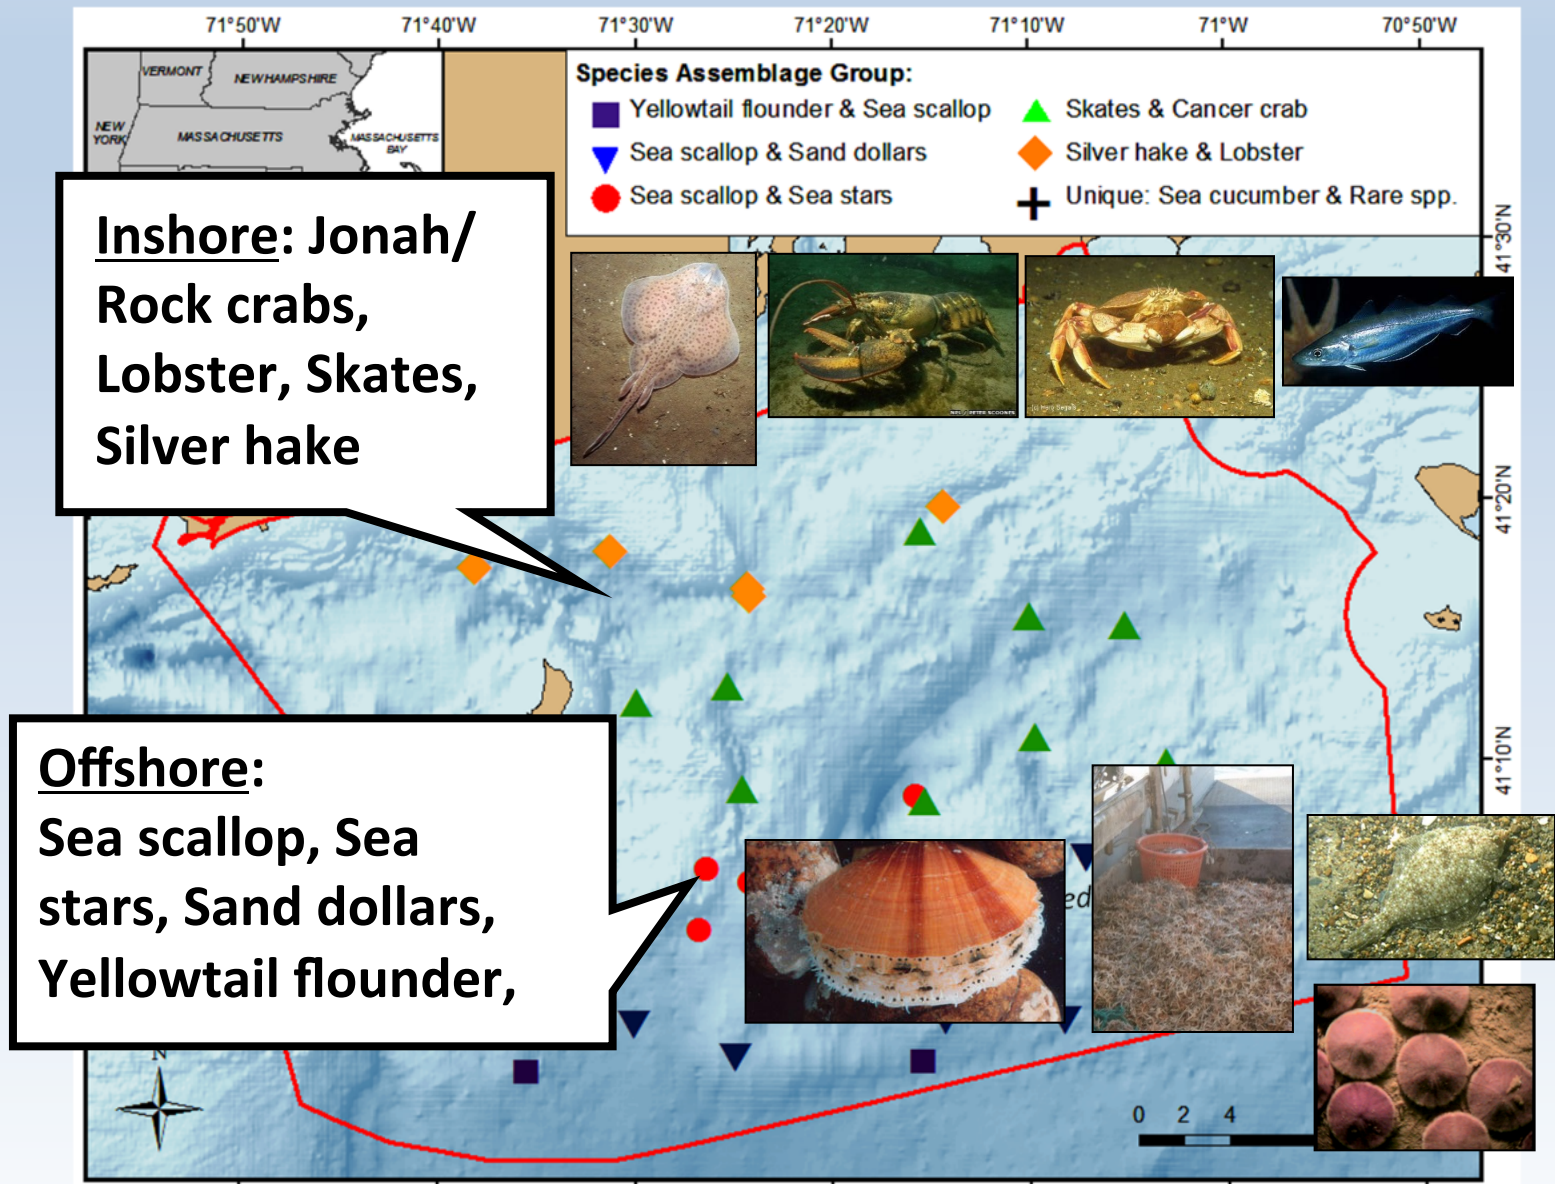 71°50'W 71°40'W 71°30'W 71°20'W 71°10'W 71°W 70°50'W
VERMONT
NEW HAMPSHIRE
NEW
YORK
MASSACHUSETTS
MASSACHUSETTS
BAY
Species Assemblage Group:
Yellowtail flounder & Sea scallop
Sea scallop & Sand dollars
Sea scallop & Sea stars
Skates & Cancer crab
Silver hake & Lobster
Unique: Sea cucumber & Rare spp.
Inshore: Jonah/
Rock crabs,
Lobster, Skates,
Silver hake
41°30'N
41°20'N
41°10'N
Offshore:
Sea scallop, Sea
stars, Sand dollars,
Yellowtail flounder,
ed
N
0 2 4